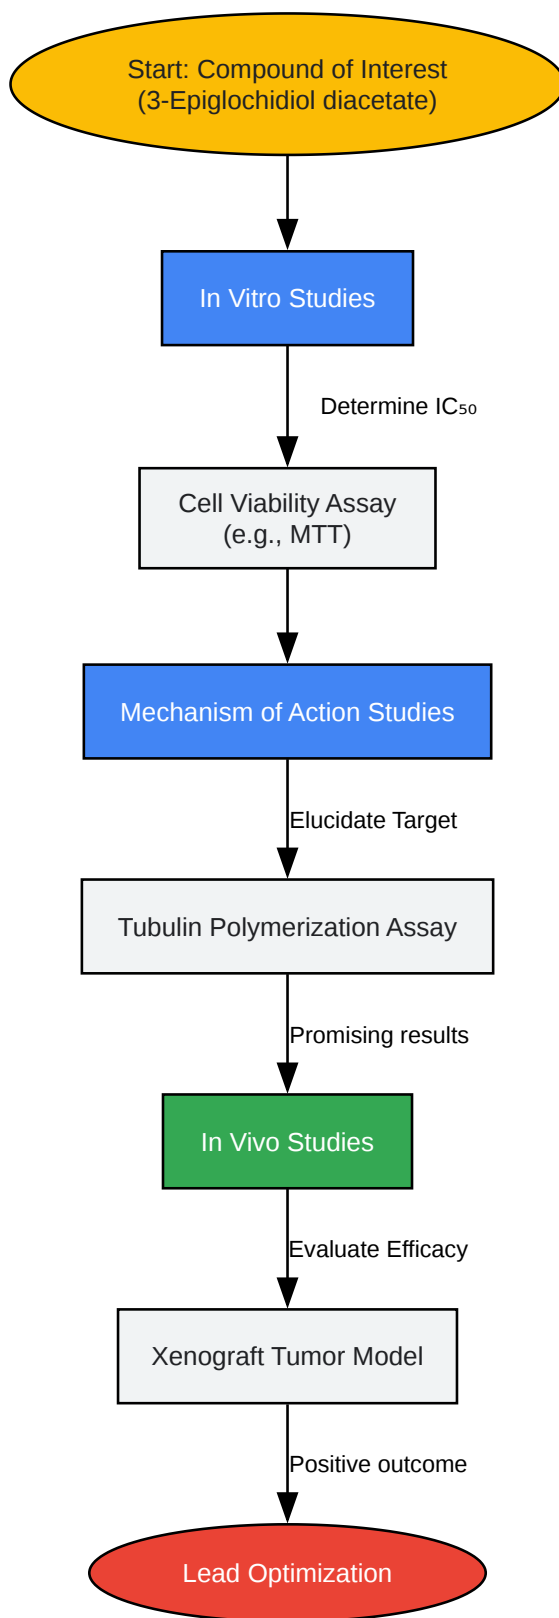 Start: Compound of Interest
(3-Epiglochidiol diacetate)
In Vitro Studies
Determine IC₅₀
Cell Viability Assay
(e.g., MTT)
Mechanism of Action Studies
Elucidate Target
Tubulin Polymerization Assay
Promising results
In Vivo Studies
Evaluate Efficacy
Xenograft Tumor Model
Positive outcome
Lead Optimization